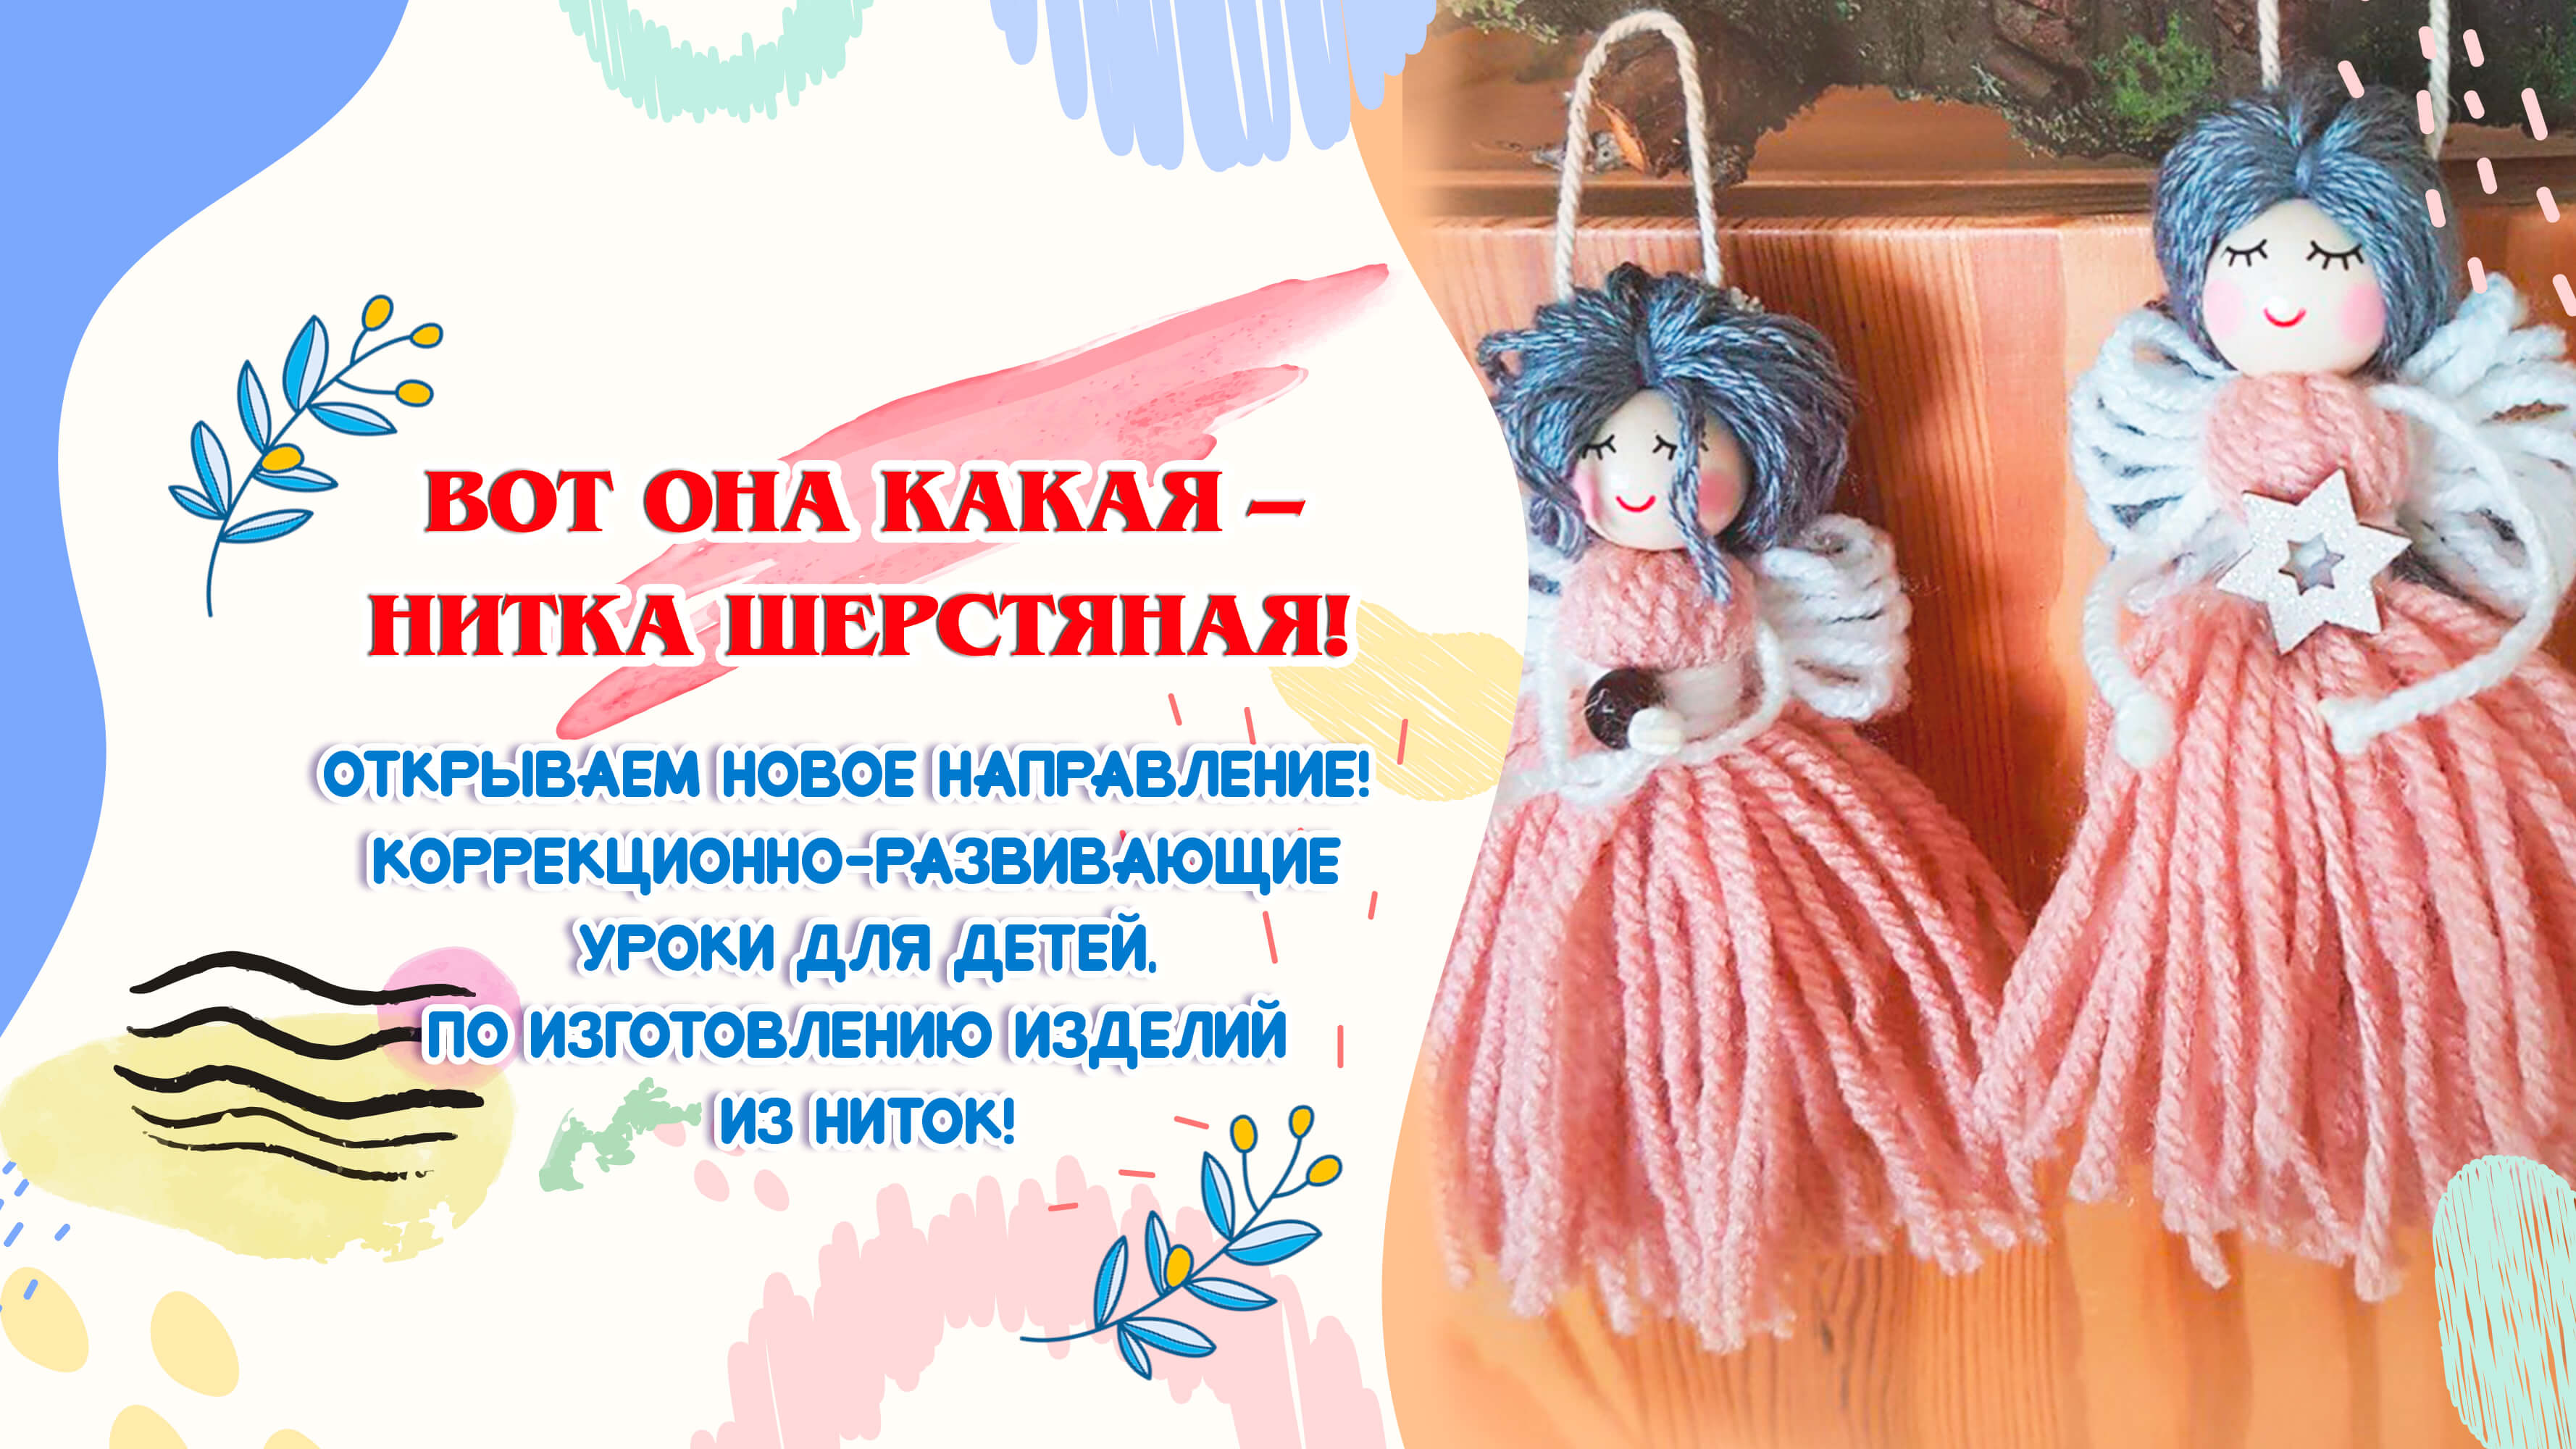 ВОТ ОНА КАКАЯ –
НИТКА ШЕРСТЯНАЯ!
ОТКРЫВАЕМ НОВОЕ НАПРАВЛЕНИЕ!
КОРРЕКЦИОННО-РАЗВИВАЮЩИЕ
УРОКИ ДЛЯ ДЕТЕЙ,
ПО ИЗГОТОВЛЕНИЮ ИЗДЕЛИЙ
ИЗ НИТОК!